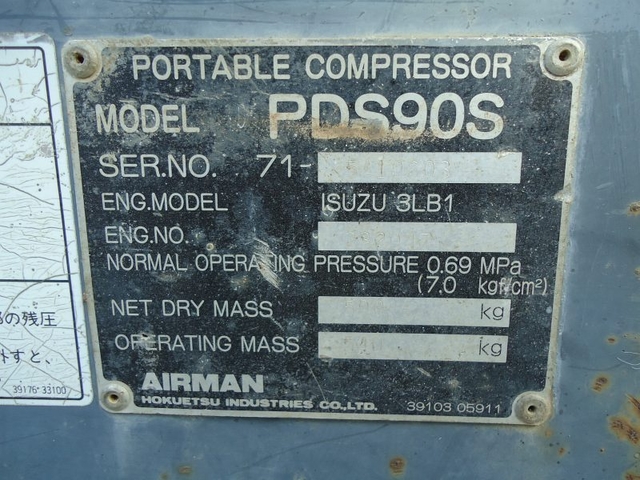 PORTABLE COMPRESSOR
MODEL PDS90S
SER.NO. 71-
ENG.MODEL ISUZU 3LB1
ENG.NO.
NORMAL OPERATING PRESSURE 0.69 MPa
(7.0 kgf/cm²)
NET DRY MASS kg
OPERATING MASS kg
AIRMAN
HOKUETSU INDUSTRIES CO.,LTD. 39103 05911
の残圧
すと、
39176-33100